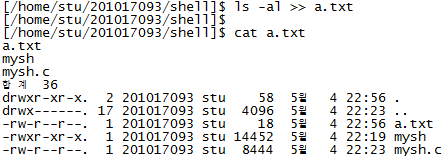 [/home/stu/201017093/shell]$ ls -al >> a.txt
[/home/stu/201017093/shell]$
[/home/stu/201017093/shell]$ cat a.txt
a.txt
mysh
mysh.c
합계 36
drwxr-xr-x. 2 201017093 stu 58 5월 4 22:56 .
drwx------. 17 201017093 stu 4096 5월 4 22:23 ..
-rw-r--r--. 1 201017093 stu 18 5월 4 22:56 a.txt
-rwxr-xr-x. 1 201017093 stu 14452 5월 4 22:19 mysh
-rw-r--r--. 1 201017093 stu 8444 5월 4 22:23 mysh.c